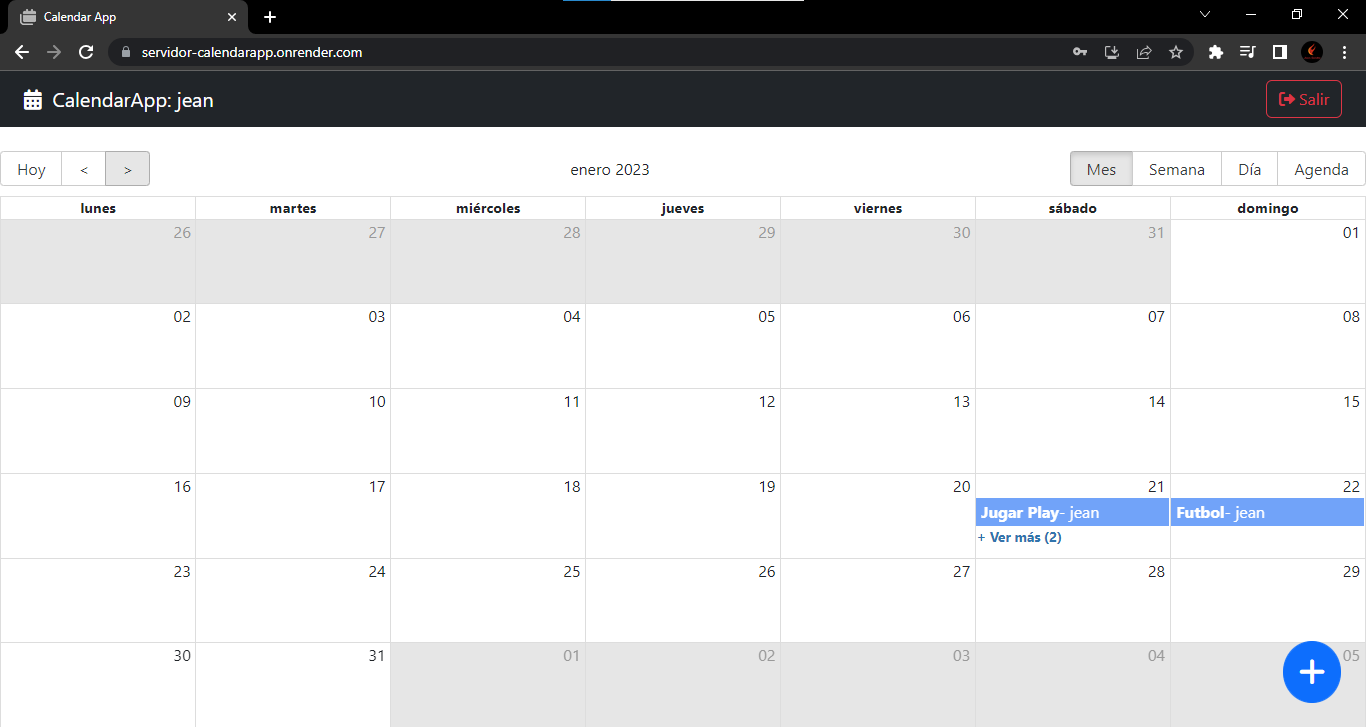 Calendar App
servidor-calendarapp.onrender.com
CalendarApp: jean
Salir
Hoy < > enero 2023 Mes Semana Día Agenda
lunes martes miércoles jueves viernes sábado domingo
26 27 28 29 30 31 01
02 03 04 05 06 07 08
09 10 11 12 13 14 15
16 17 18 19 20 21 22
Jugar Play- jean Futbol- jean
+ Ver más (2)
23 24 25 26 27 28 29
30 31 01 02 03 04 05